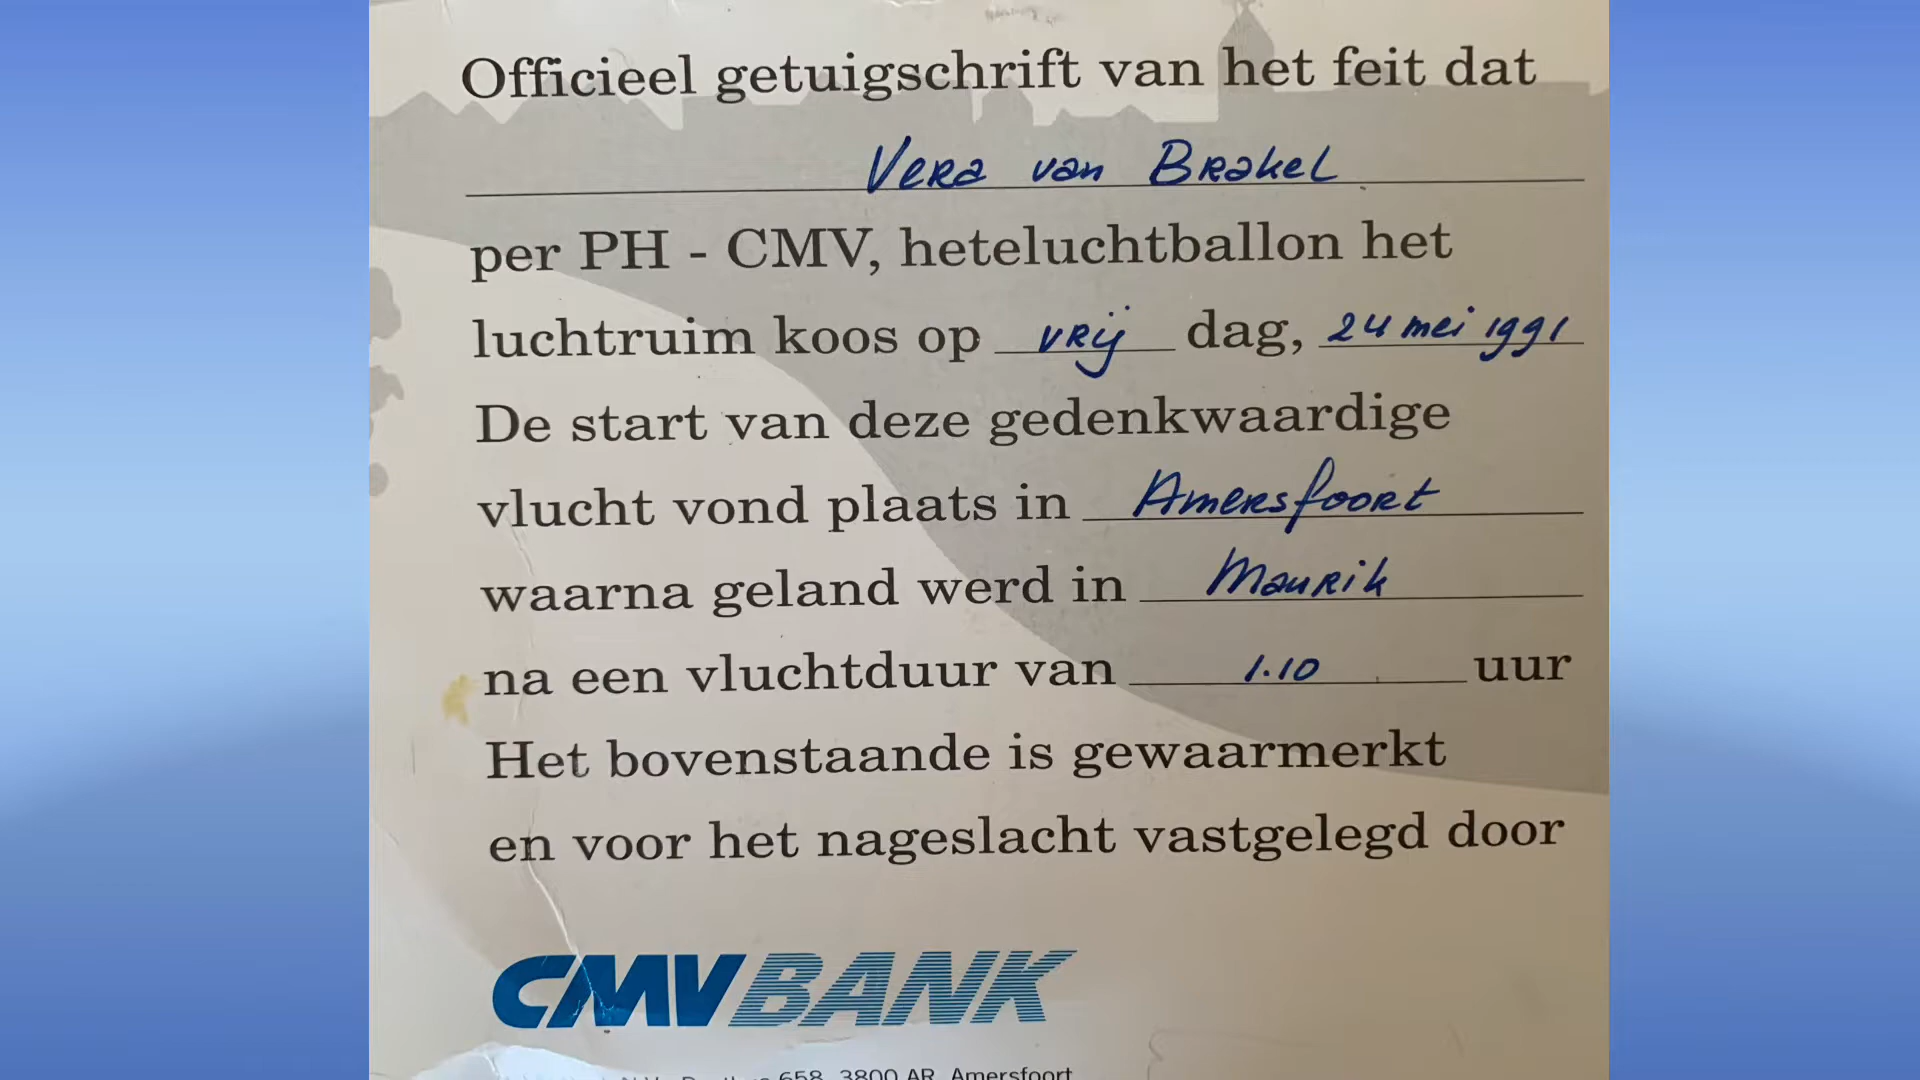 Officieel getuigschrift van het feit dat
Vera van Brakel
per PH - CMV, heteluchtballon het
luchtruim koos op vrij dag, 24 mei 1991
De start van deze gedenkwaardige
vlucht vond plaats in Amersfoort
waarna geland werd in Maurik
na een vluchtduur van 1.10 uur
Het bovenstaande is gewaarmerkt
en voor het nageslacht vastgelegd door
CMVBANK
658, 3800 AR Amersfoort